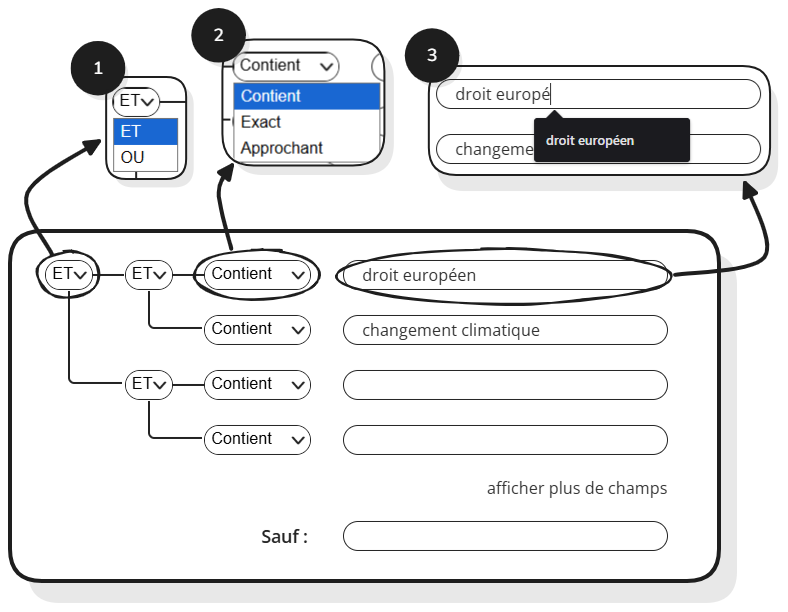 1
ET
ET
OU
2
Contient
Contient
Exact
Approchant
3
droit europé
droit européen
changeme
ET
ET
Contient
droit européen
Contient
changement climatique
ET
Contient
Contient
afficher plus de champs
Sauf :